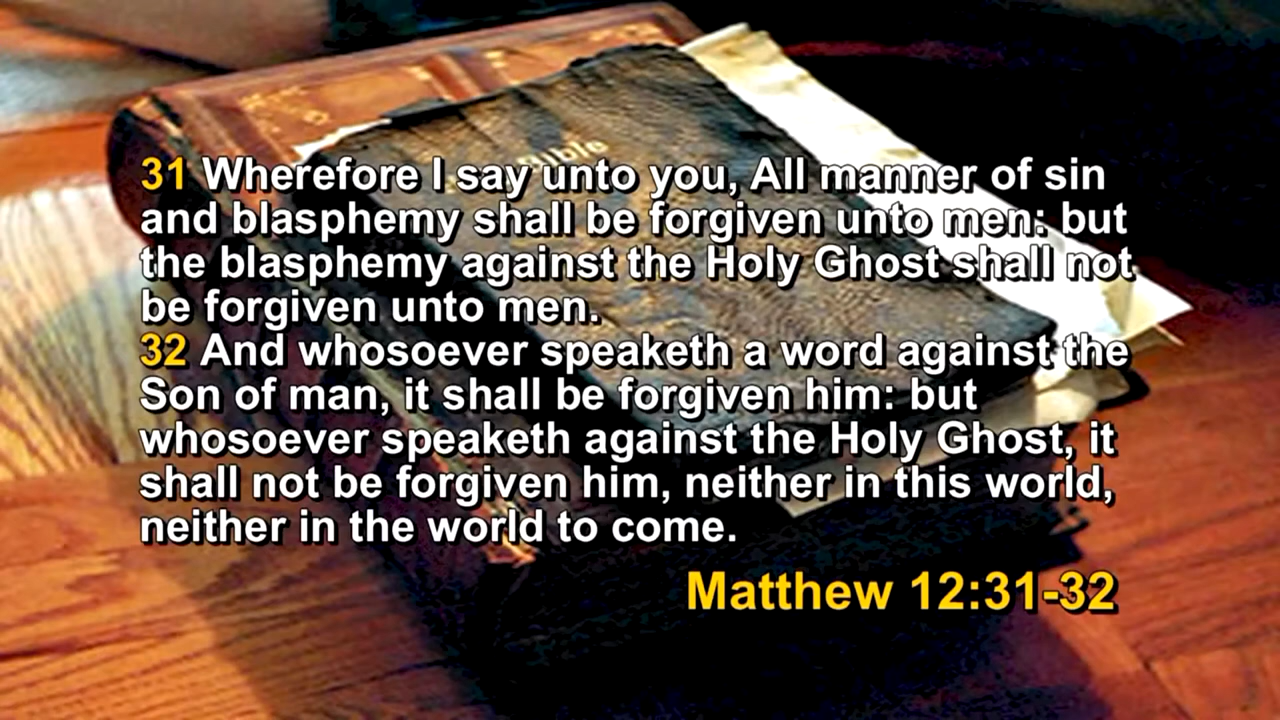 Bible
31 Wherefore I say unto you, All manner of sin
and blasphemy shall be forgiven unto men: but
the blasphemy against the Holy Ghost shall not
be forgiven unto men.
32 And whosoever speaketh a word against the
Son of man, it shall be forgiven him: but
whosoever speaketh against the Holy Ghost, it
shall not be forgiven him, neither in this world,
neither in the world to come.
Matthew 12:31-32